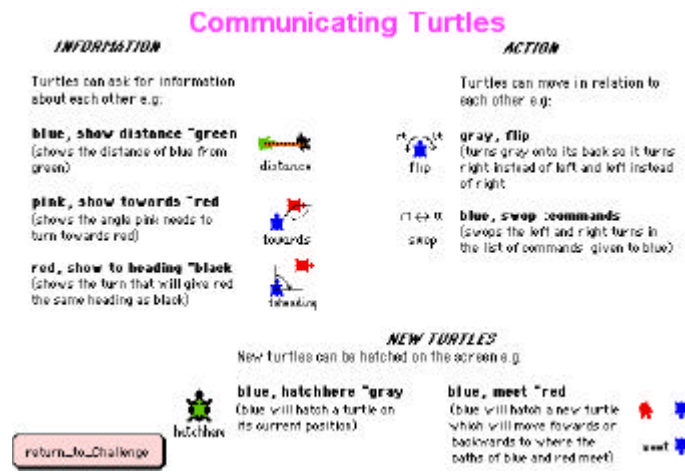 Communicating Turtles
INFORMATION
Turtles can ask for information
about each other e.g:
blue, show distance "green
(shows the distance of blue from
green)
distance
pink, show towards "red
(shows the angle pink needs to
turn towards red)
towards
red, show to heading "black
(shows the turn that will give red
the same heading as black)
toheading
ACTION
Turtles can move in relation to
each other e.g:
rt lt
flip
gray, flip
(turns gray onto its back so it turns
right instead of left and left instead
of right
rt ↔ lt
swop
blue, swop :commands
(swops the left and right turns in
the list of commands given to blue)
NEW TURTLES
New turtles can be hatched on the screen e.g.
hatchhere
blue, hatchhere "gray
(blue will hatch a turtle on
its current position)
blue, meet "red
(blue will hatch a new turtle
which will move fowards or
backwards to where the
paths of blue and red meet)
meet
return_to_Challenge